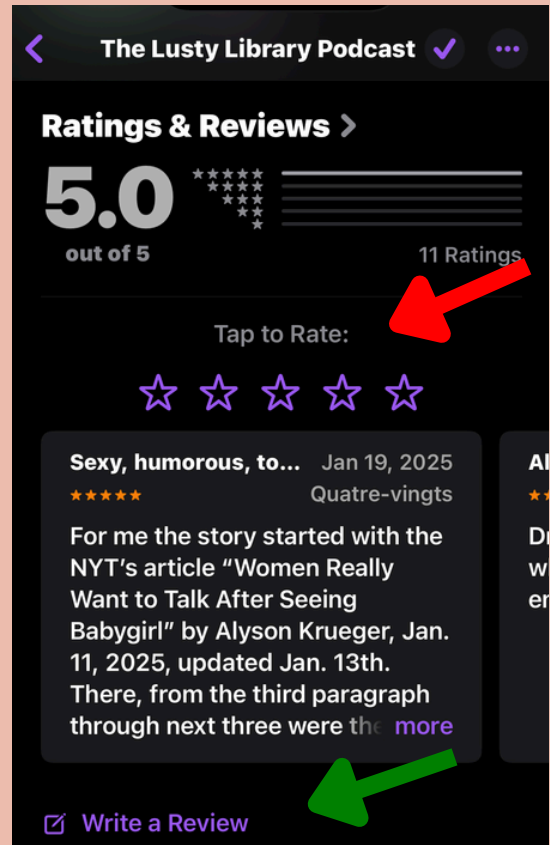 The Lusty Library Podcast
Ratings & Reviews
5.0
out of 5
11 Ratings
Tap to Rate:
Sexy, humorous, to... Jan 19, 2025
Quatre-vingts
For me the story started with the
NYT's article “Women Really
Want to Talk After Seeing
Babygirl” by Alyson Krueger, Jan.
11, 2025, updated Jan. 13th.
There, from the third paragraph
through next three were the more
Write a Review